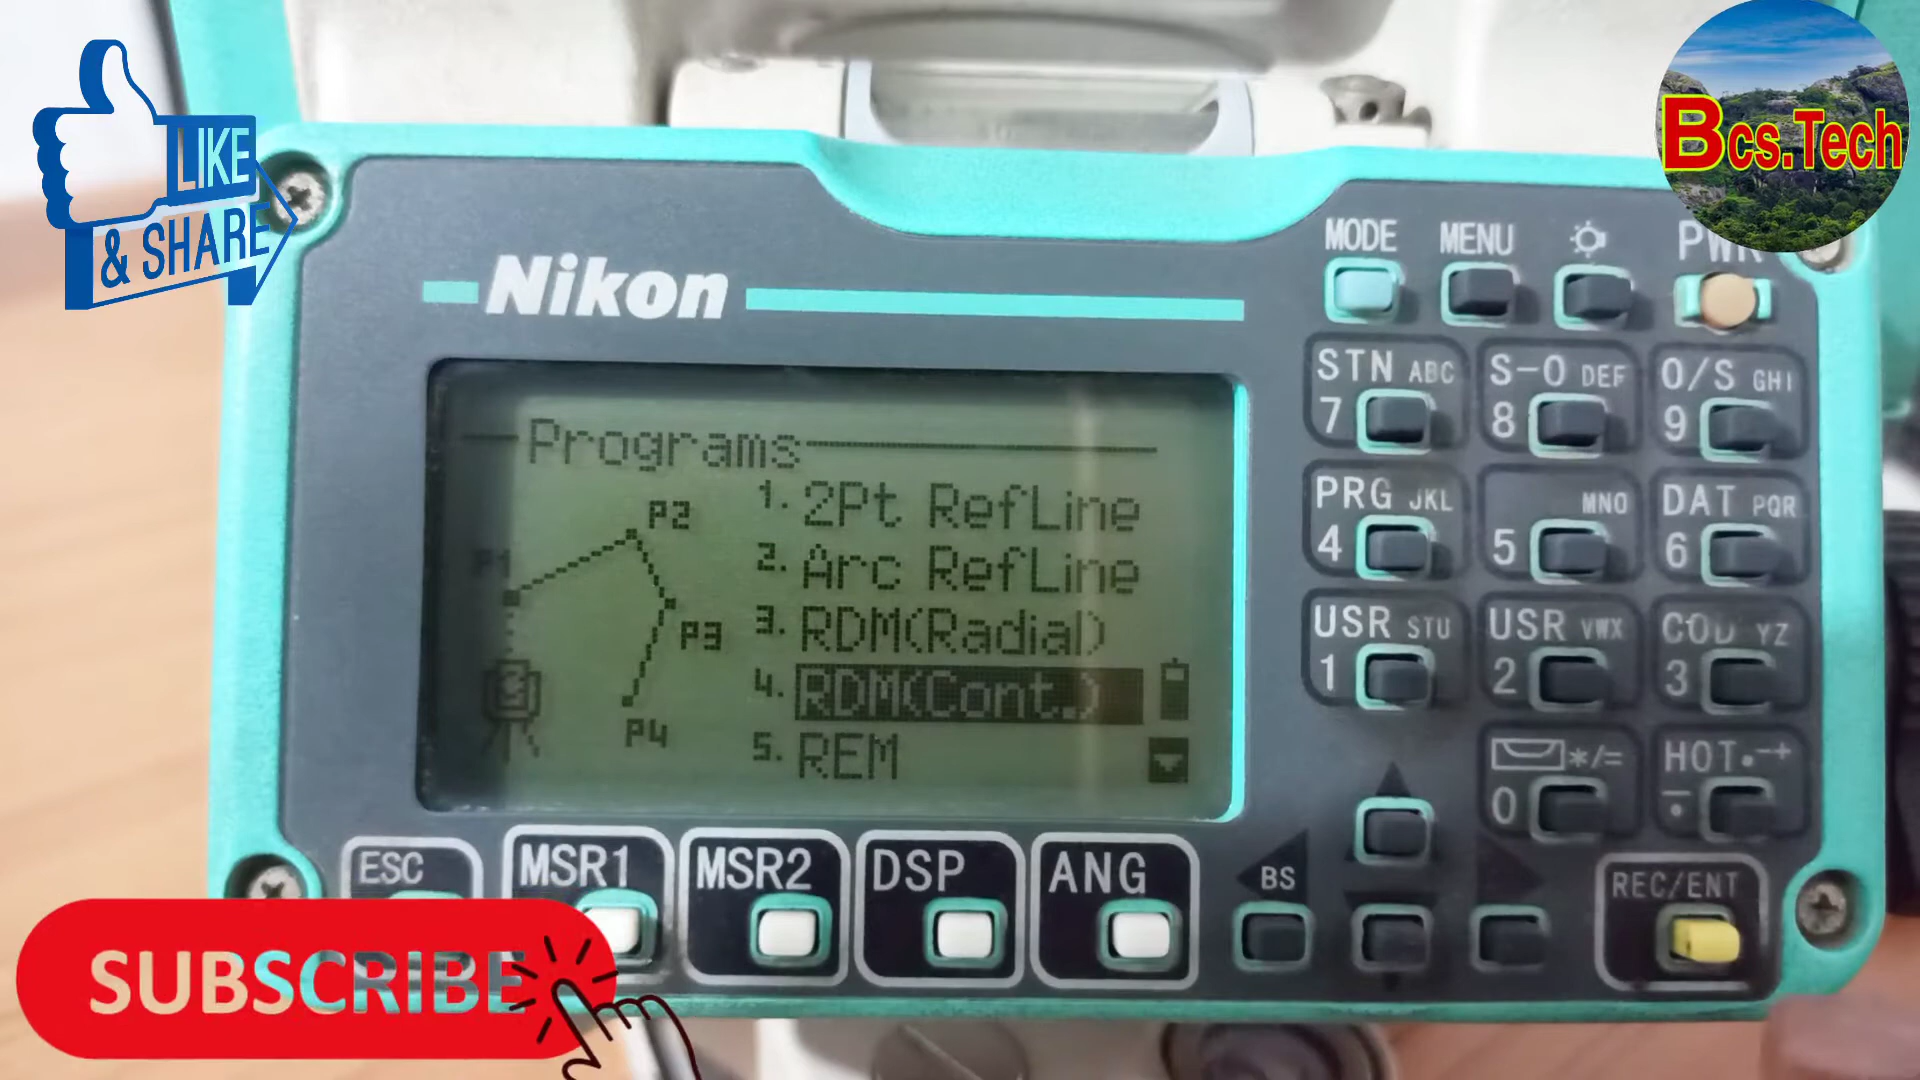 LIKE
& SHARE
Bcs.Tech
Nikon
MODE MENU PWR
Programs
1. 2Pt RefLine
2. Arc RefLine
3. RDM(Radial)
4. RDM(Cont.)
5. REM
P1
P2
P3
P4
STN ABC
7
S-O DEF
8
O/S GHI
9
PRG JKL
4
MNO
5
DAT PQR
6
USR STU
1
USR VWX
2
COD YZ
3
*/=
0
HOT .-+
ESC
MSR1
MSR2
DSP
ANG
BS
REC/ENT
SUBSCRIBE